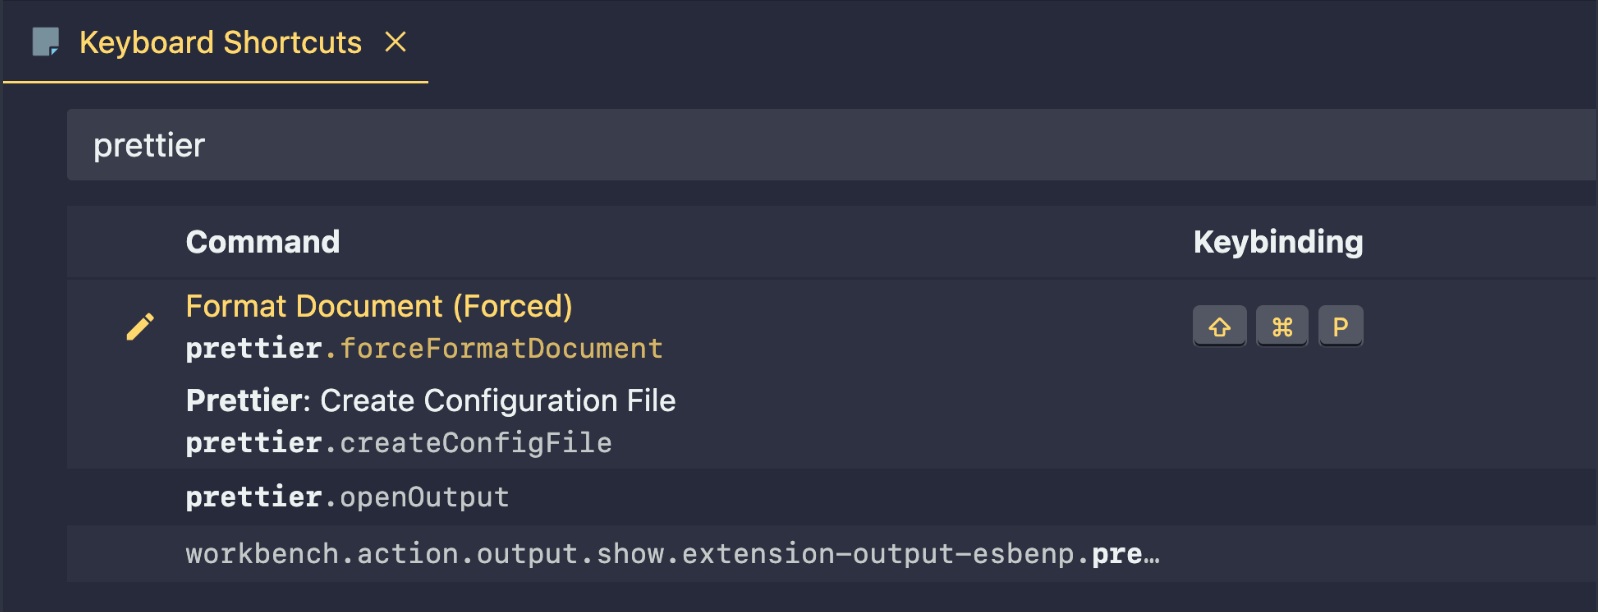 Keyboard Shortcuts
prettier
Command Keybinding
Format Document (Forced)
prettier.forceFormatDocument
⇧ ⌘ P
Prettier: Create Configuration File
prettier.createConfigFile
prettier.openOutput
workbench.action.output.show.extension-output-esbenp.pre…